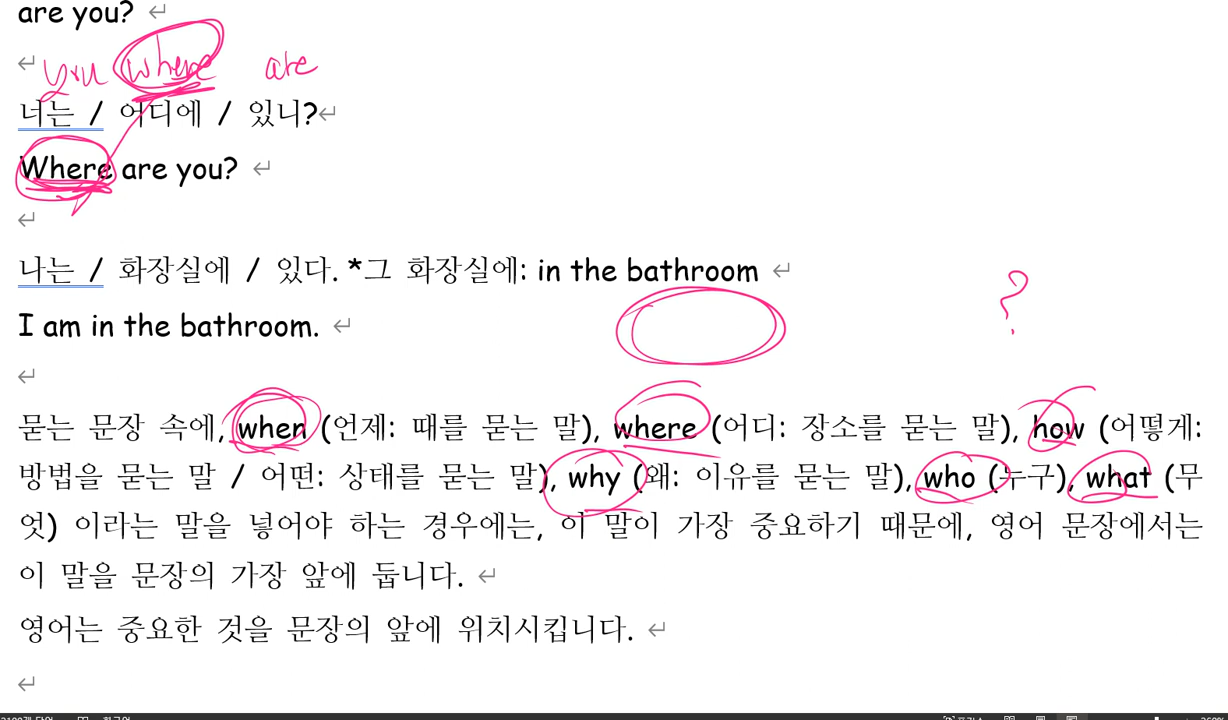 are you? ↵
↵
you where are
너는 / 어디에 / 있니?↵
Where are you? ↵
↵
나는 / 화장실에 / 있다. *그 화장실에: in the bathroom ↵
?
I am in the bathroom. ↵
↵
묻는 문장 속에, when (언제: 때를 묻는 말), where (어디: 장소를 묻는 말), how (어떻게:
방법을 묻는 말 / 어떤: 상태를 묻는 말), why (왜: 이유를 묻는 말), who (누구), what (무
엇) 이라는 말을 넣어야 하는 경우에는, 이 말이 가장 중요하기 때문에, 영어 문장에서는
이 말을 문장의 가장 앞에 둡니다. ↵
영어는 중요한 것을 문장의 앞에 위치시킵니다. ↵
↵